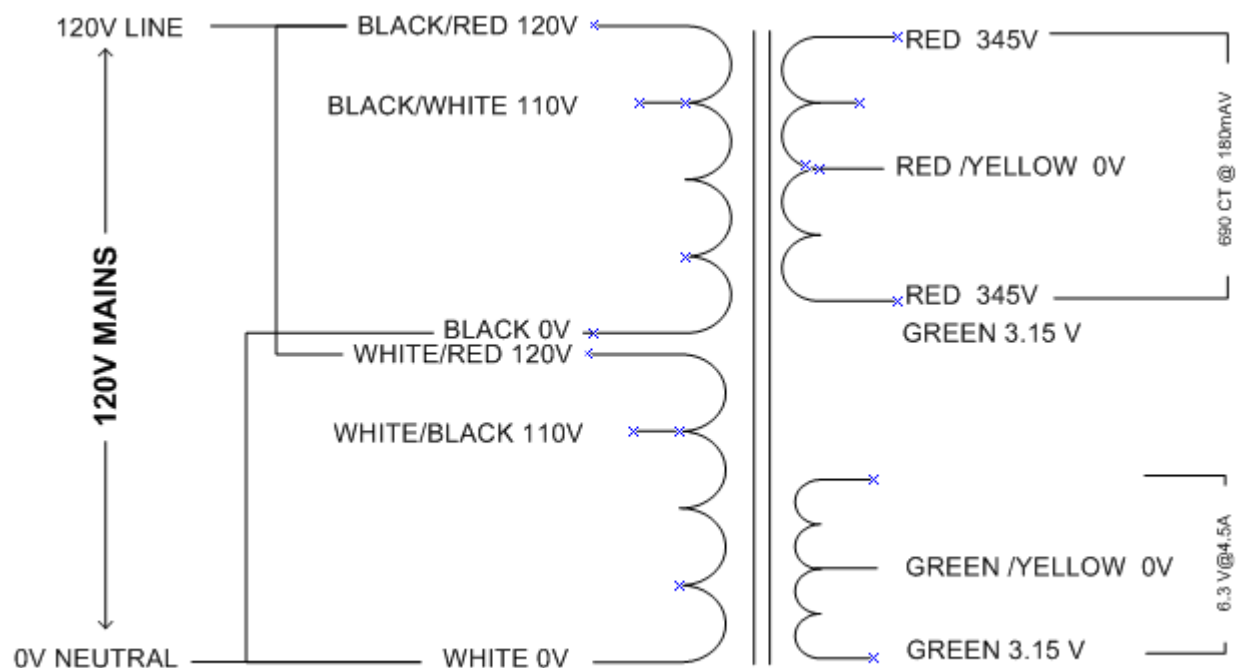 120V LINE
BLACK/RED 120V
BLACK/WHITE 110V
BLACK 0V
WHITE/RED 120V
WHITE/BLACK 110V
WHITE 0V
120V MAINS
0V NEUTRAL
RED 345V
RED /YELLOW 0V
RED 345V
690 CT @ 180mAV
GREEN 3.15 V
GREEN /YELLOW 0V
GREEN 3.15 V
6.3 V@4.5A